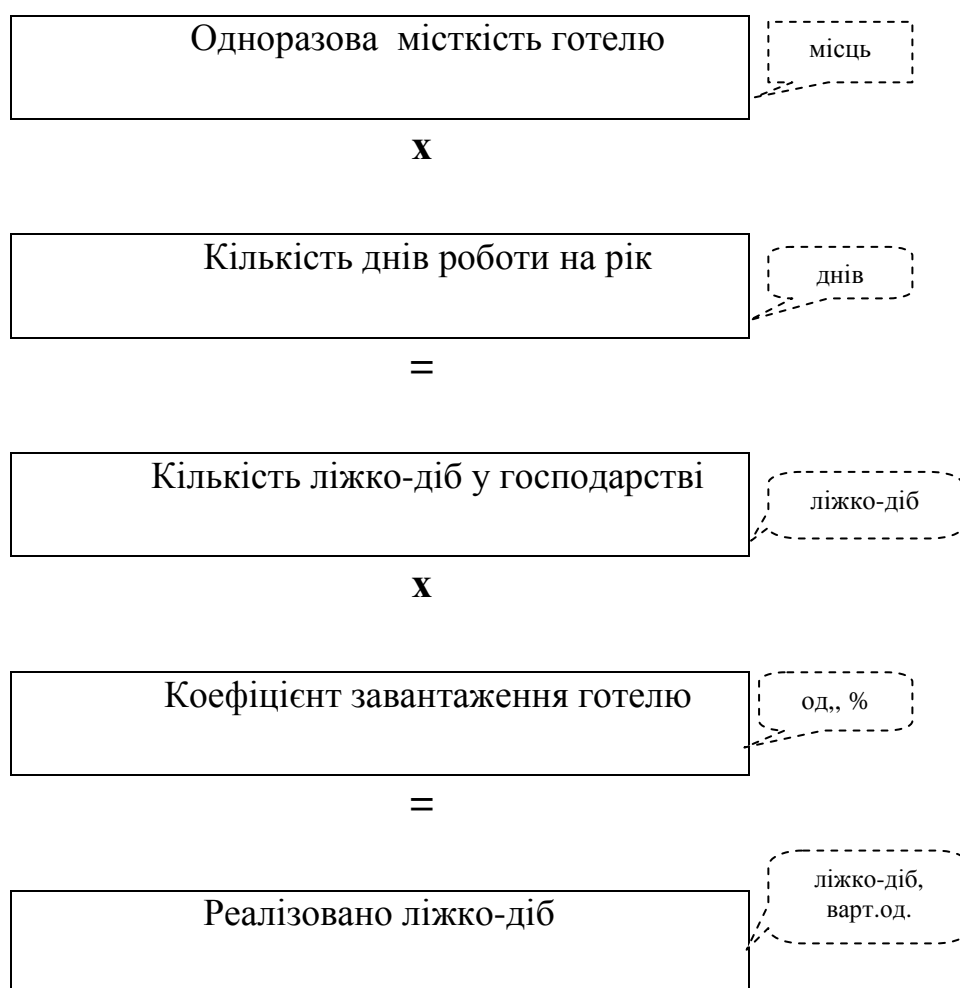 Одноразова місткість готелю
місць
x
Кількість днів роботи на рік
днів
=
Кількість ліжко-діб у господарстві
ліжко-діб
x
Коефіцієнт завантаження готелю
од,, %
=
Реалізовано ліжко-діб
ліжко-діб,
варт.од.